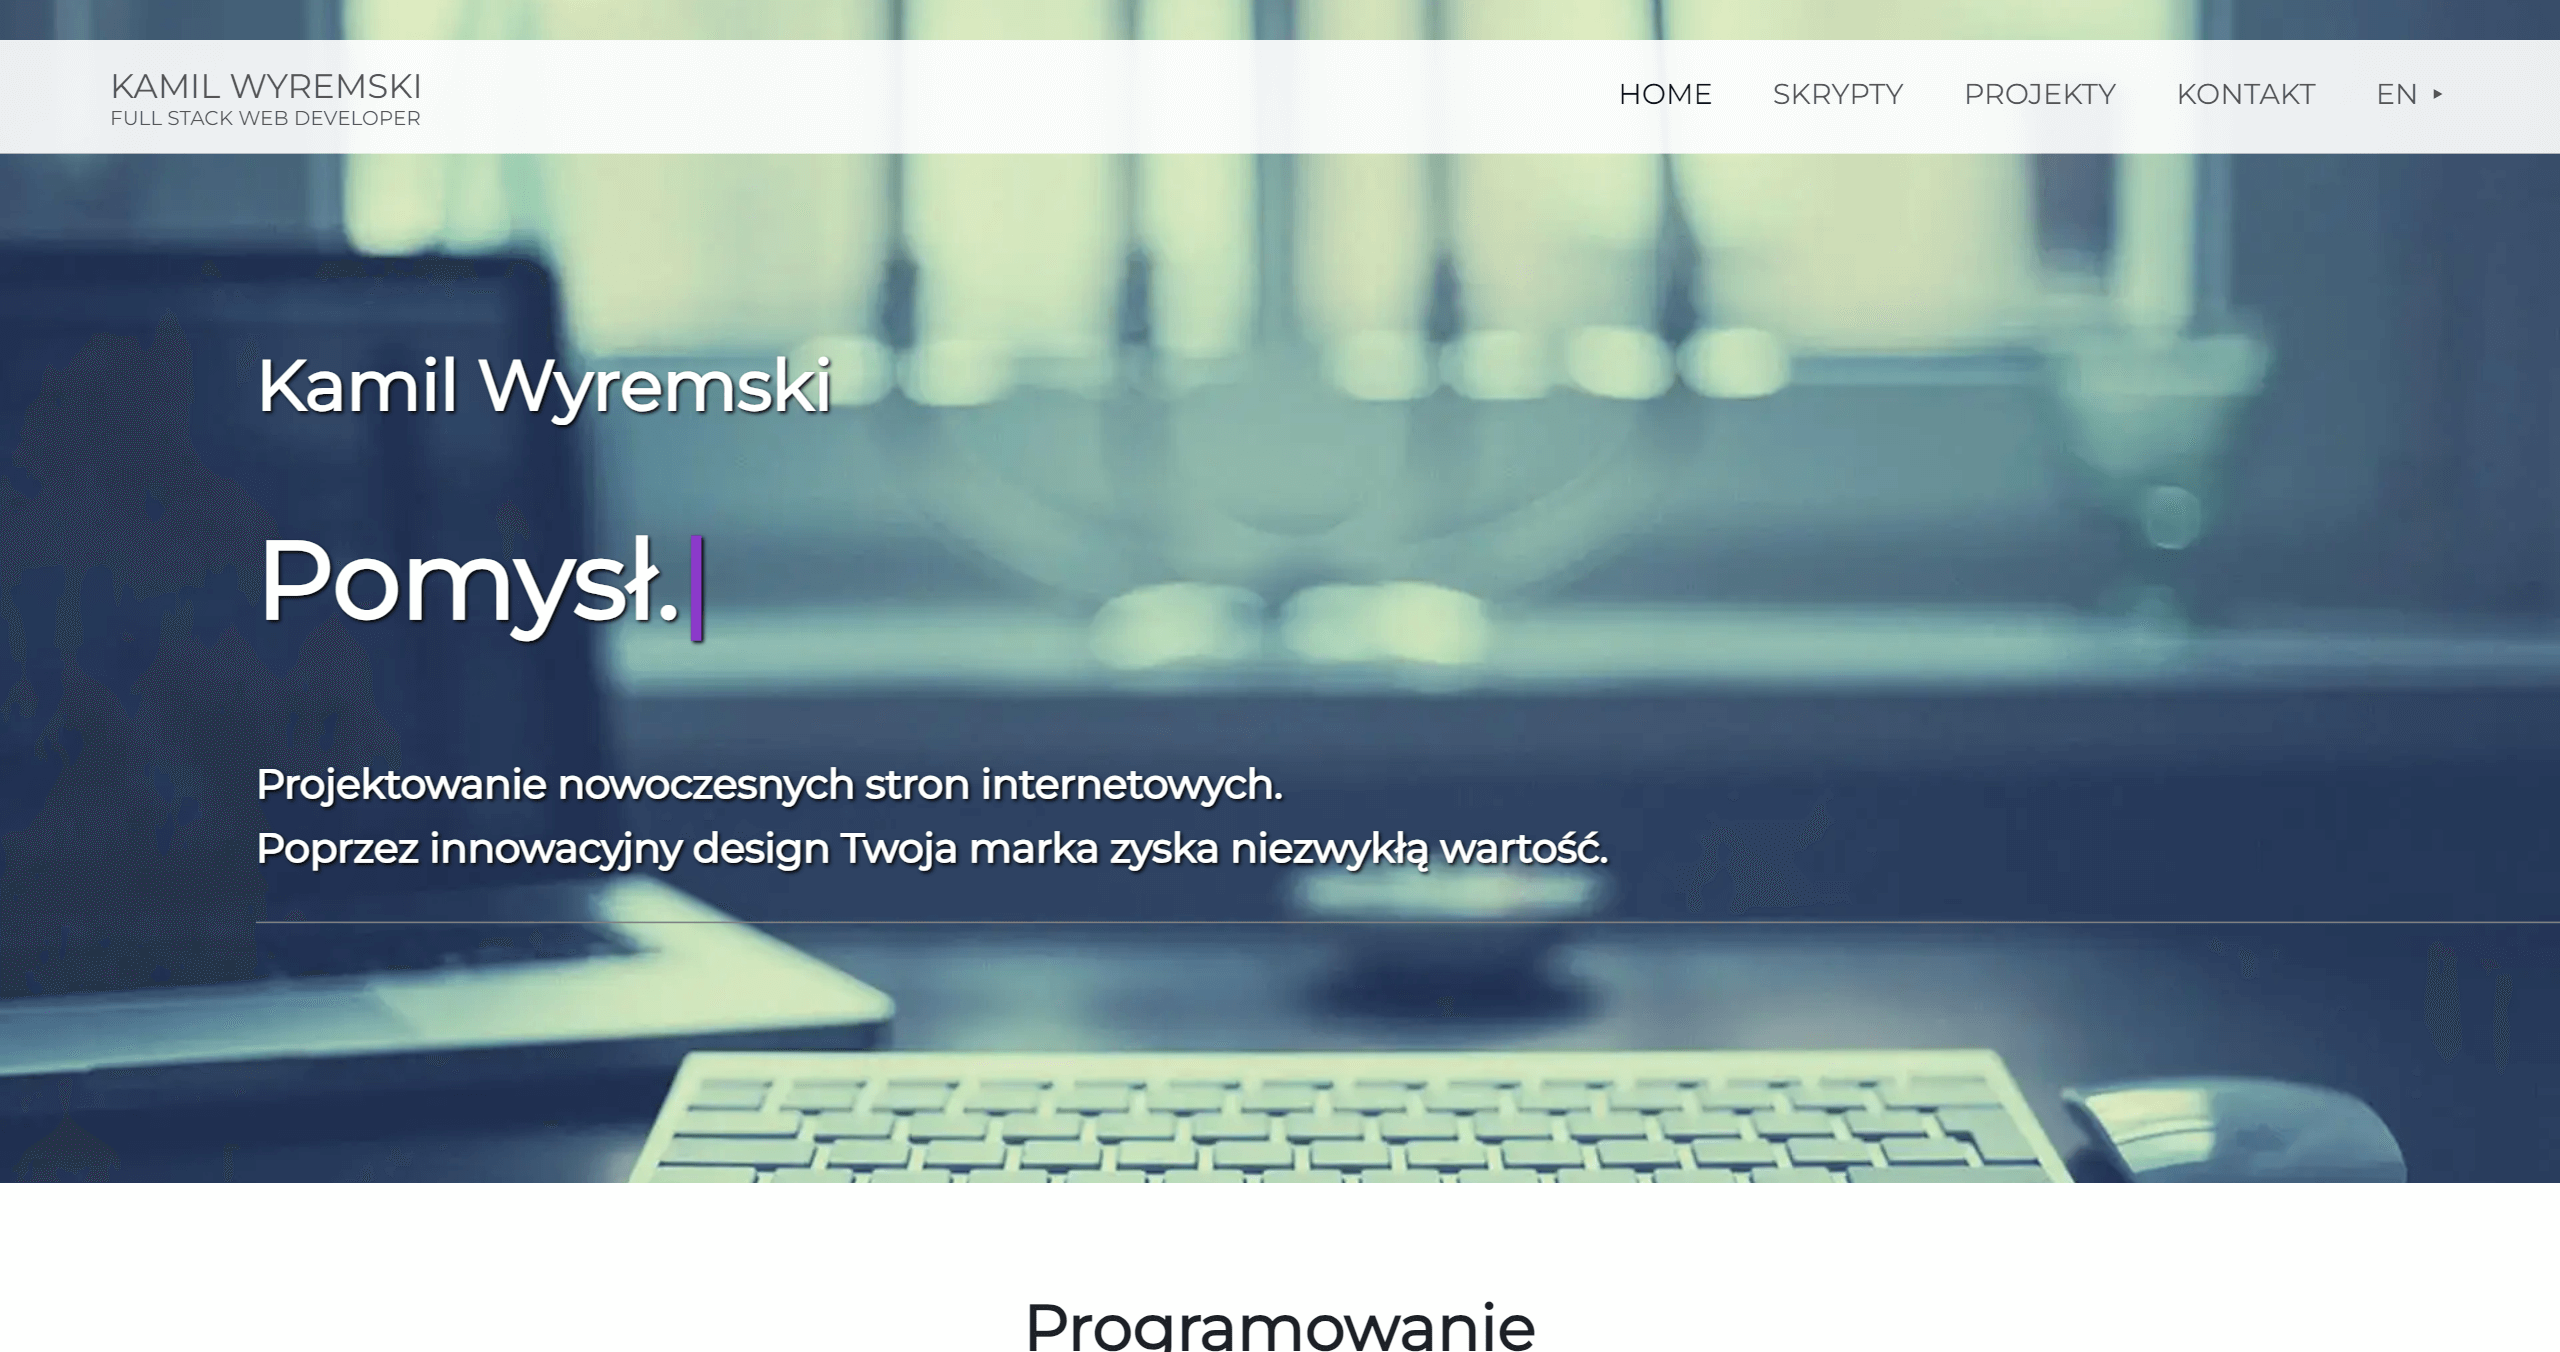 KAMIL WYREMSKI
FULL STACK WEB DEVELOPER
HOME SKRYPTY PROJEKTY KONTAKT EN
Kamil Wyremski
Pomysł.
Projektowanie nowoczesnych stron internetowych.
Poprzez innowacyjny design Twoja marka zyska niezwykłą wartość.
Programowanie